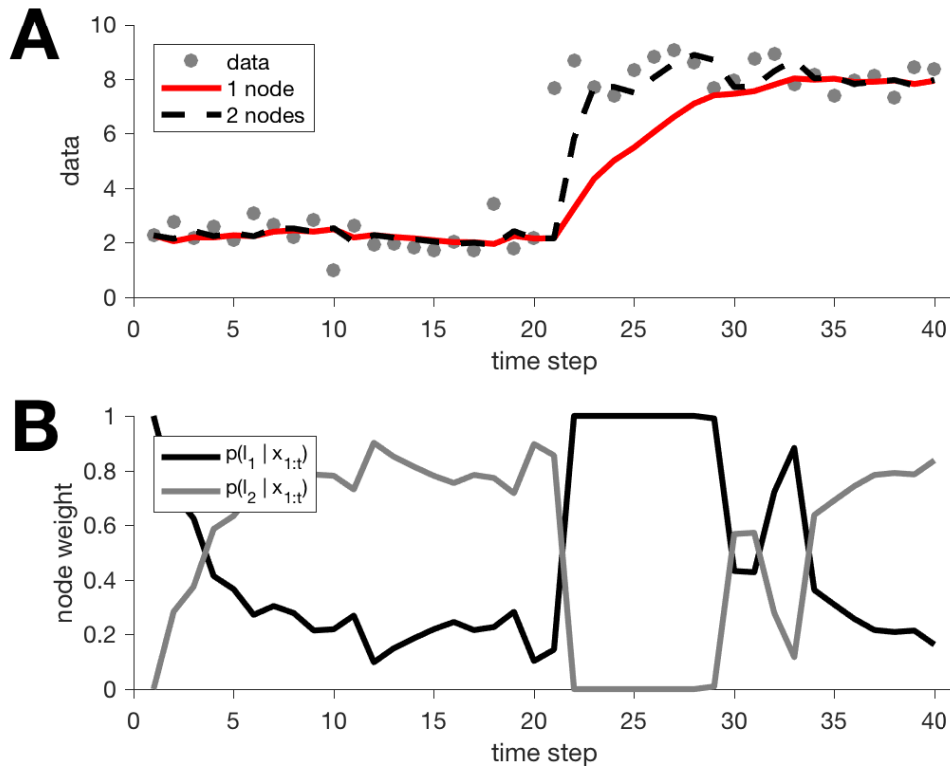 A
10
8
6
4
2
0
data
data
1 node
2 nodes
0 5 10 15 20 25 30 35 40
time step
B
1
0.8
0.6
0.4
0.2
0
node weight
p(l₁ | x₁:t)
p(l₂ | x₁:t)
0 5 10 15 20 25 30 35 40
time step